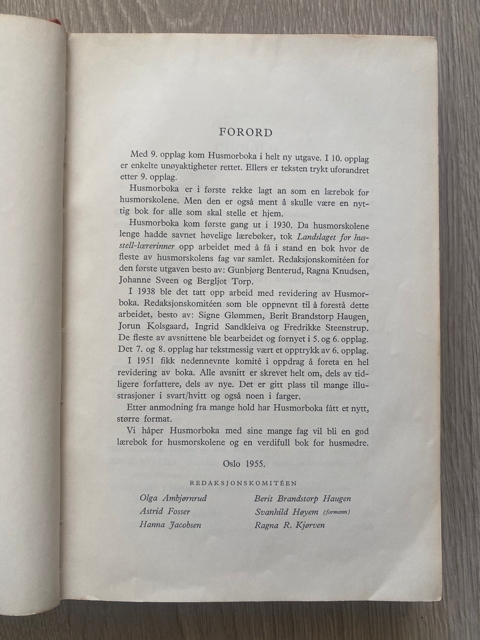 FORORD
Med 9. opplag kom Husmorboka i helt ny utgave. I 10. opplag
er enkelte unøyaktigheter rettet. Ellers er teksten trykt uforandret
etter 9. opplag.
Husmorboka er i første rekke lagt an som en lærebok for
husmorskolene. Men den er også ment å skulle være en nyt-
tig bok for alle som skal stelle et hjem.
Husmorboka kom første gang ut i 1930. Da husmorskolene
lenge hadde savnet høvelige lærebøker, tok Landslaget for hus-
stell-lærerinner opp arbeidet med å få i stand en bok hvor de
fleste av husmorskolens fag var samlet. Redaksjonskomitéen for
den første utgaven besto av: Gunbjørg Benterud, Ragna Knudsen,
Johanne Sveen og Bergljot Torp.
I 1938 ble det tatt opp arbeid med revidering av Husmor-
boka. Redaksjonskomitéen som ble oppnevnt til å forestå dette
arbeidet, besto av: Signe Glømmen, Berit Brandstorp Haugen,
Jorun Kolsgaard, Ingrid Sandkleiva og Fredrikke Steenstrup.
De fleste av avsnittene ble bearbeidet og fornyet i 5. og 6. opplag.
Det 7. og 8. opplag har tekstmessig vært et opptrykk av 6. opplag.
I 1951 fikk nedennevnte komité i oppdrag å foreta en hel
revidering av boka. Alle avsnitt er skrevet helt om, dels av tid-
ligere forfattere, dels av nye. Det er gitt plass til mange illu-
strasjoner i svart/hvitt og også noen i farger.
Etter anmodning fra mange hold har Husmorboka fått et nytt,
større format.
Vi håper Husmorboka med sine mange fag vil bli en god
lærebok for husmorskolene og en verdifull bok for husmødre.
Oslo 1955.
REDAKSJONSKOMITÉEN
Olga Ambjørnrud Berit Brandstorp Haugen
Astrid Fosser Svanhild Høyem (formann)
Hanna Jacobsen Ragna R. Kjørven